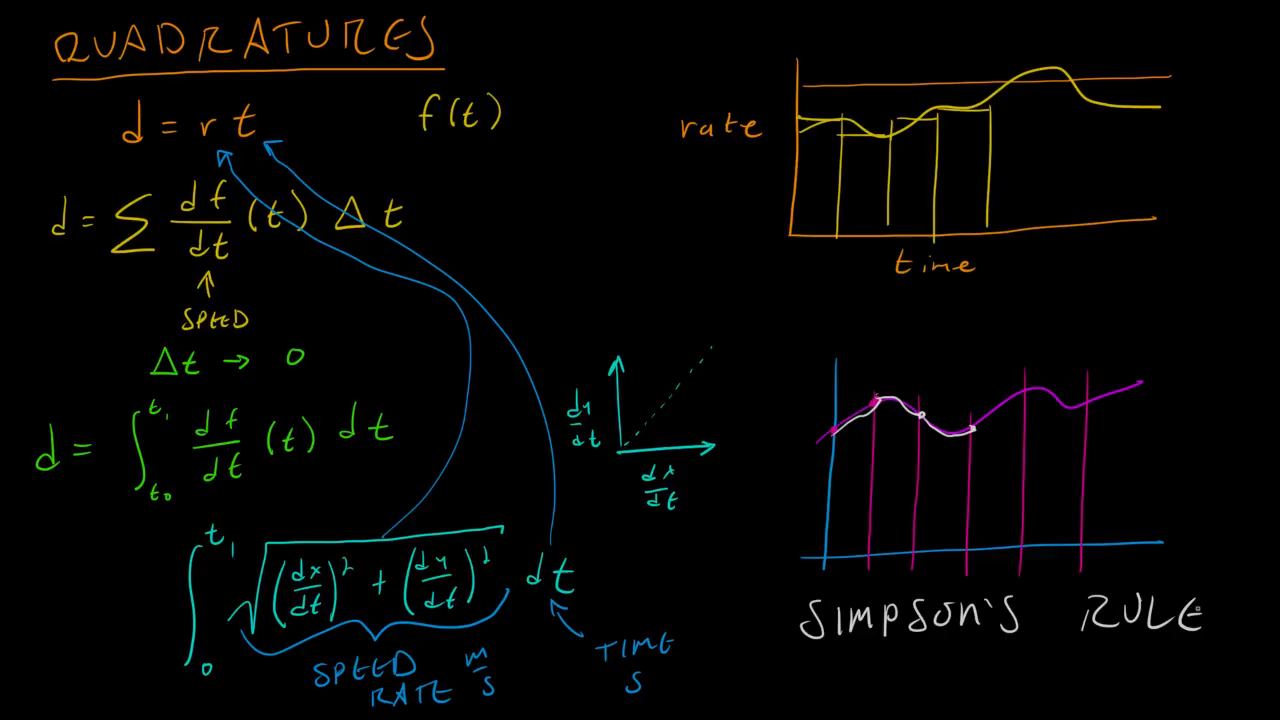 QUADRATURES
d = r t
f(t)
d = ∑ df/dt (t) Δt
↑
SPEED
Δt → 0
d = ∫ t₀ t₁ df/dt (t) dt
∫ 0 t₁ √((dx/dt)² + (dy/dt)²) dt
SPEED
RATE m/s
TIME
s
dy/dt
dx/dt
rate
time
SIMPSON'S RULE